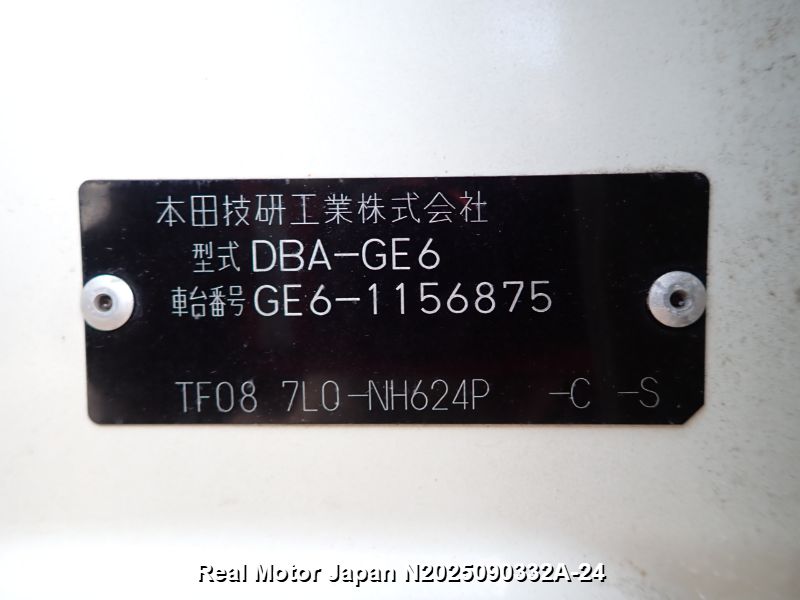 本田技研工業株式会社
型式 DBA-GE6
車台番号 GE6-1156875
TF08 7L0-NH624P -C -S
Real Motor Japan N2025090332A-24